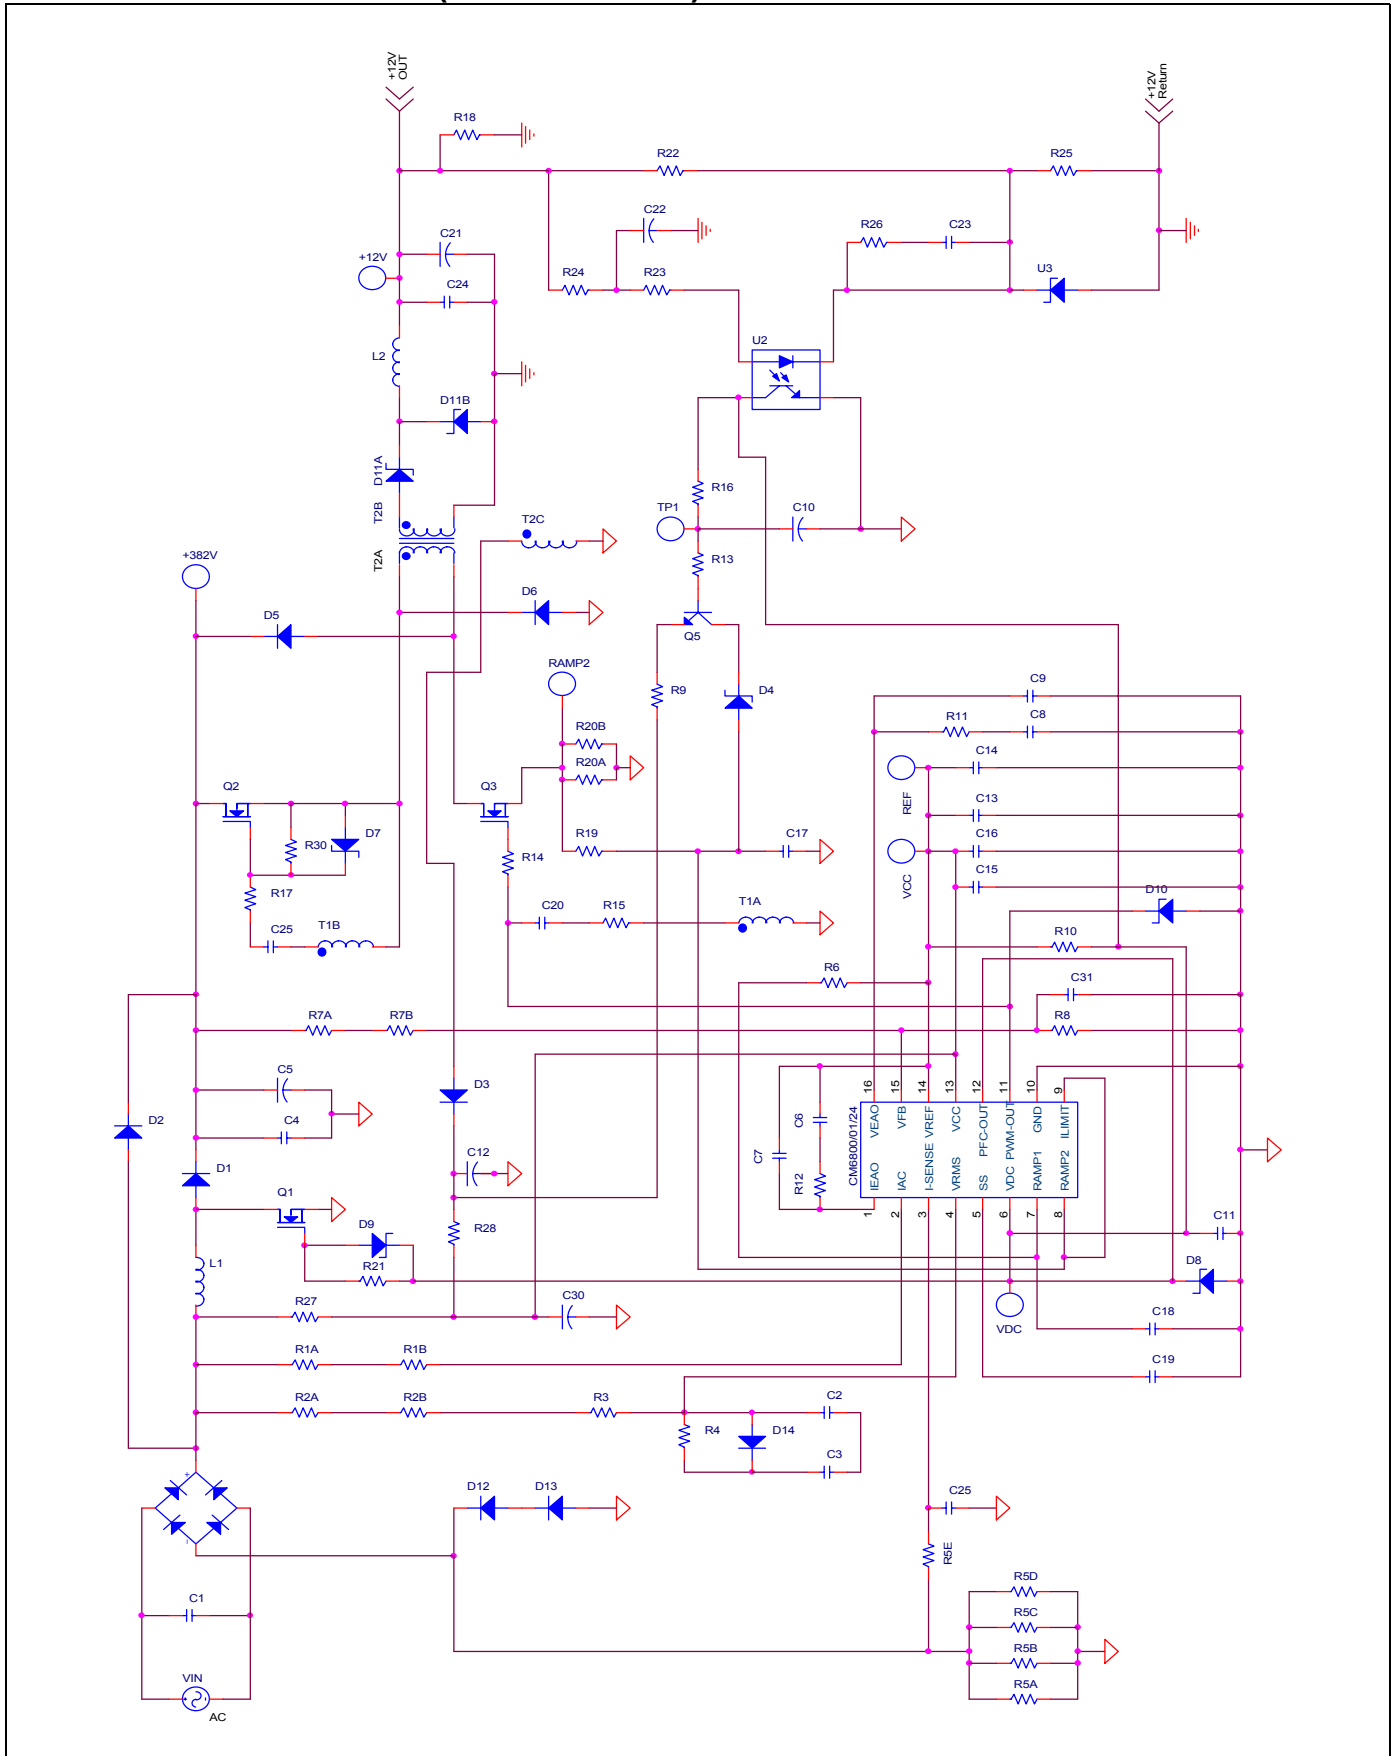 +12V
OUT
+12V
Return
R18
R22
R25
C22
C21
R26
C23
+12V
C24
R24
R23
U3
U2
L2
D11B
D11A
R16
T2B
TP1
C10
T2C
+382V
T2A
R13
D5
D6
Q5
RAMP2
R9
D4
C9
R20B
R11
C8
R20A
C14
Q2
Q3
REF
C13
R30
D7
R14
R19
C17
C16
VCC
C15
R17
D10
C20
R15
T1A
C25
T1B
R10
R6
C31
R7A
R7B
R8
C5
D3
C4
D2
16
15
14
13
12
11
10
9
CM6800/01/24
VEAO
VFB
VREF
VCC
PFC-OUT
PWM-OUT
GND
ILIMIT
IEAO
IAC
I-SENSE
VRMS
SS
VDC
RAMP1
RAMP2
1
2
3
4
5
6
7
8
C6
C7
R12
C12
D1
Q1
D9
R28
C11
L1
R21
D8
R27
C30
VDC
C18
R1A
R1B
C19
R2A
R2B
R3
C2
R4
D14
C3
D12
D13
C25
R5E
R5D
C1
R5C
R5B
VIN
R5A
AC